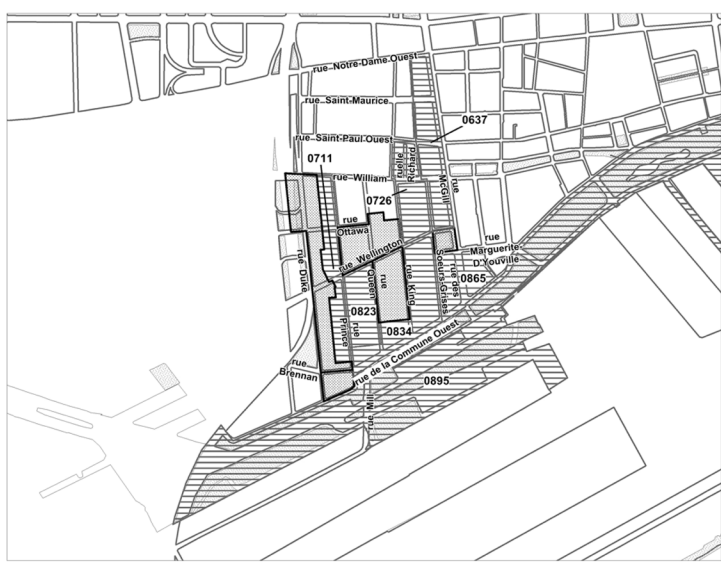 rue Notre-Dame Ouest
rue Saint-Maurice
0637
rue Saint-Paul Ouest
0711
ruelle
Richard
rue William
rue
McGill
0726
rue
Ottawa
rue
Marguerite-
D'Youville
rue Wellington
rue Duke
rue des
Sœurs-Grises
0865
Queen
rue
rue King
0823
Prince
rue
0834
rue de la Commune Ouest
rue
Brennan
0895
rue Mill